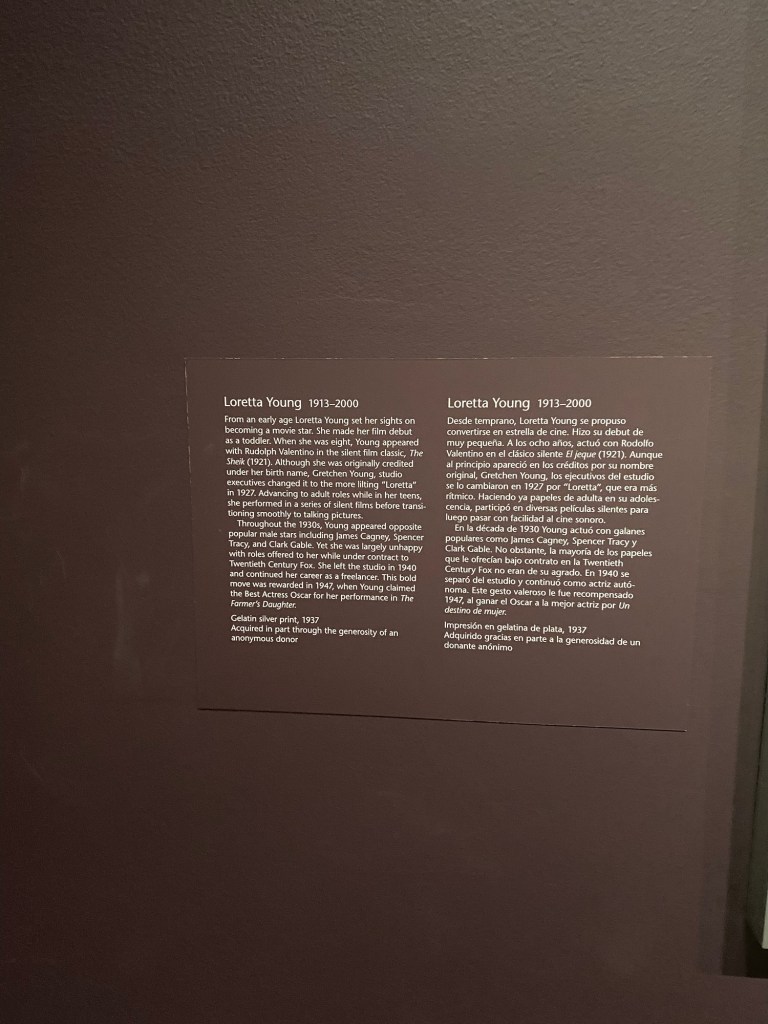 Loretta Young 1913–2000
From an early age Loretta Young set her sights on
becoming a movie star. She made her film debut
as a toddler. When she was eight, Young appeared
with Rudolph Valentino in the silent film classic, The
Sheik (1921). Although she was originally credited
under her birth name, Gretchen Young, studio
executives changed it to the more lilting “Loretta”
in 1927. Advancing to adult roles while in her teens,
she performed in a series of silent films before transi-
tioning smoothly to talking pictures.
Throughout the 1930s, Young appeared opposite
popular male stars including James Cagney, Spencer
Tracy, and Clark Gable. Yet she was largely unhappy
with roles offered to her while under contract to
Twentieth Century Fox. She left the studio in 1940
and continued her career as a freelancer. This bold
move was rewarded in 1947, when Young claimed
the Best Actress Oscar for her performance in The
Farmer’s Daughter.
Gelatin silver print, 1937
Acquired in part through the generosity of an
anonymous donor
Loretta Young 1913–2000
Desde temprano, Loretta Young se propuso
convertirse en estrella de cine. Hizo su debut de
muy pequeña. A los ocho años, actuó con Rodolfo
Valentino en el clásico silente El jeque (1921). Aunque
al principio apareció en los créditos por su nombre
original, Gretchen Young, los ejecutivos del estudio
se lo cambiaron en 1927 por “Loretta”, que era más
rítmico. Haciendo ya papeles de adulta en su adoles-
cencia, participó en diversas películas silentes para
luego pasar con facilidad al cine sonoro.
En la década de 1930 Young actuó con galanes
populares como James Cagney, Spencer Tracy y
Clark Gable. No obstante, la mayoría de los papeles
que le ofrecían bajo contrato en la Twentieth
Century Fox no eran de su agrado. En 1940 se
separó del estudio y continuó como actriz autó-
noma. Este gesto valeroso le fue recompensado
1947, al ganar el Oscar a la mejor actriz por Un
destino de mujer.
Impresión en gelatina de plata, 1937
Adquirido gracias en parte a la generosidad de un
donante anónimo